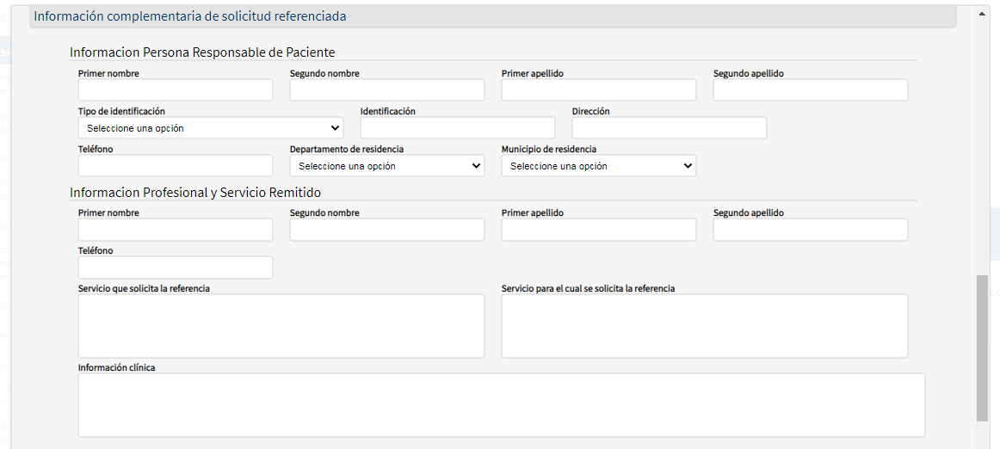 Información complementaria de solicitud referenciada
Informacion Persona Responsable de Paciente
Primer nombre Segundo nombre Primer apellido Segundo apellido
Tipo de identificación Identificación Dirección
Seleccione una opción
Teléfono Departamento de residencia Municipio de residencia
Seleccione una opción Seleccione una opción
Informacion Profesional y Servicio Remitido
Primer nombre Segundo nombre Primer apellido Segundo apellido
Teléfono
Servicio que solicita la referencia Servicio para el cual se solicita la referencia
Información clínica